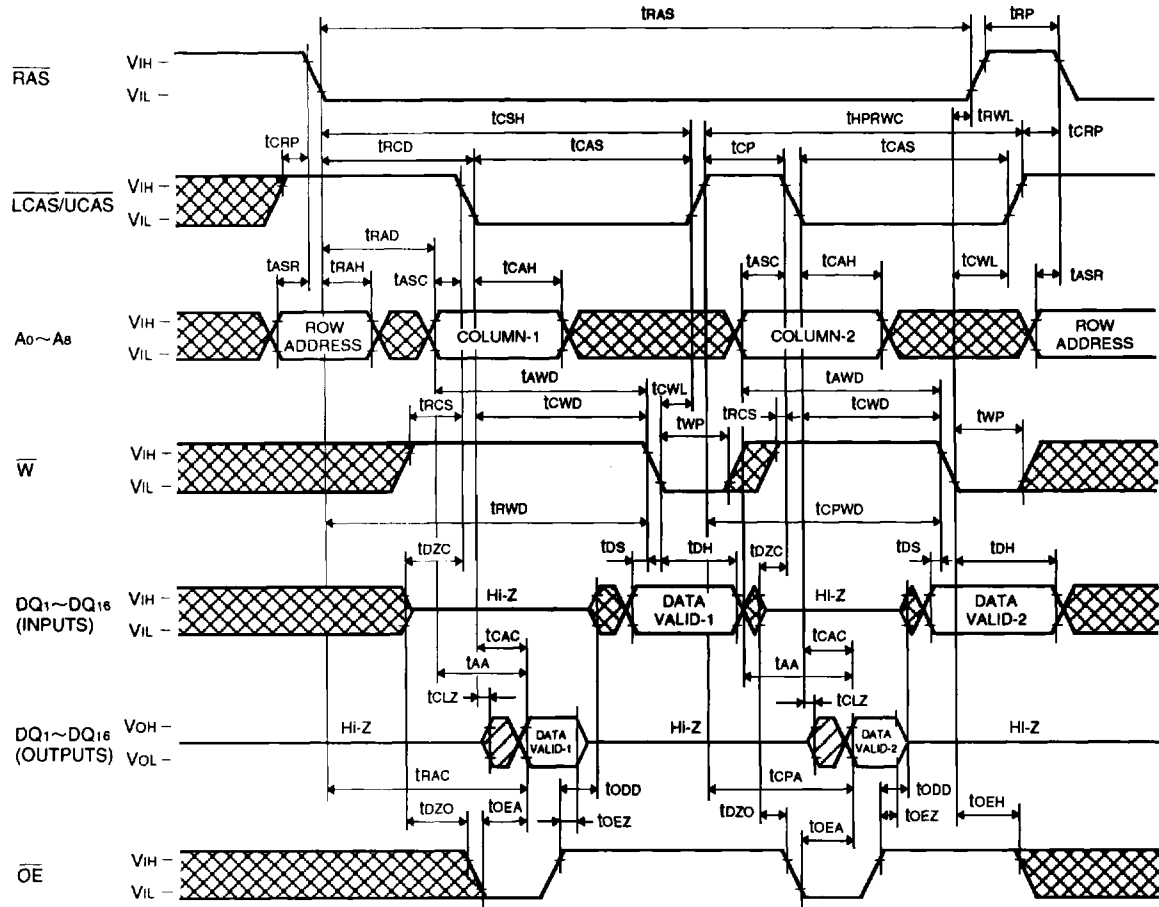 tRAS tRP
RAS VIH VIL
tCSH tHPRWC tRWL
tCRP tRCD tCAS tCP tCAS tCRP
LCAS/UCAS VIH VIL
tRAD
tASR tRAH tASC tCAH tASC tCAH tCWL tASR
A0~A8 VIH VIL ROW ADDRESS COLUMN-1 COLUMN-2 ROW ADDRESS
tAWD tCWL tAWD
tRCS tCWD tWP tRCS tCWD tWP
W VIH VIL
tRWD tCPWD
tDZC tDS tDH tDZC tDS tDH
DQ1~DQ16 (INPUTS) VIH VIL Hi-Z DATA VALID-1 Hi-Z DATA VALID-2
tCAC tCAC
tAA tAA
tCLZ tCLZ
DQ1~DQ16 (OUTPUTS) VOH VOL Hi-Z DATA VALID-1 Hi-Z DATA VALID-2 Hi-Z
tRAC tODD tCPA tODD
tDZO tOEA tOEZ tDZO tOEA tOEZ tOEH
OE VIH VIL